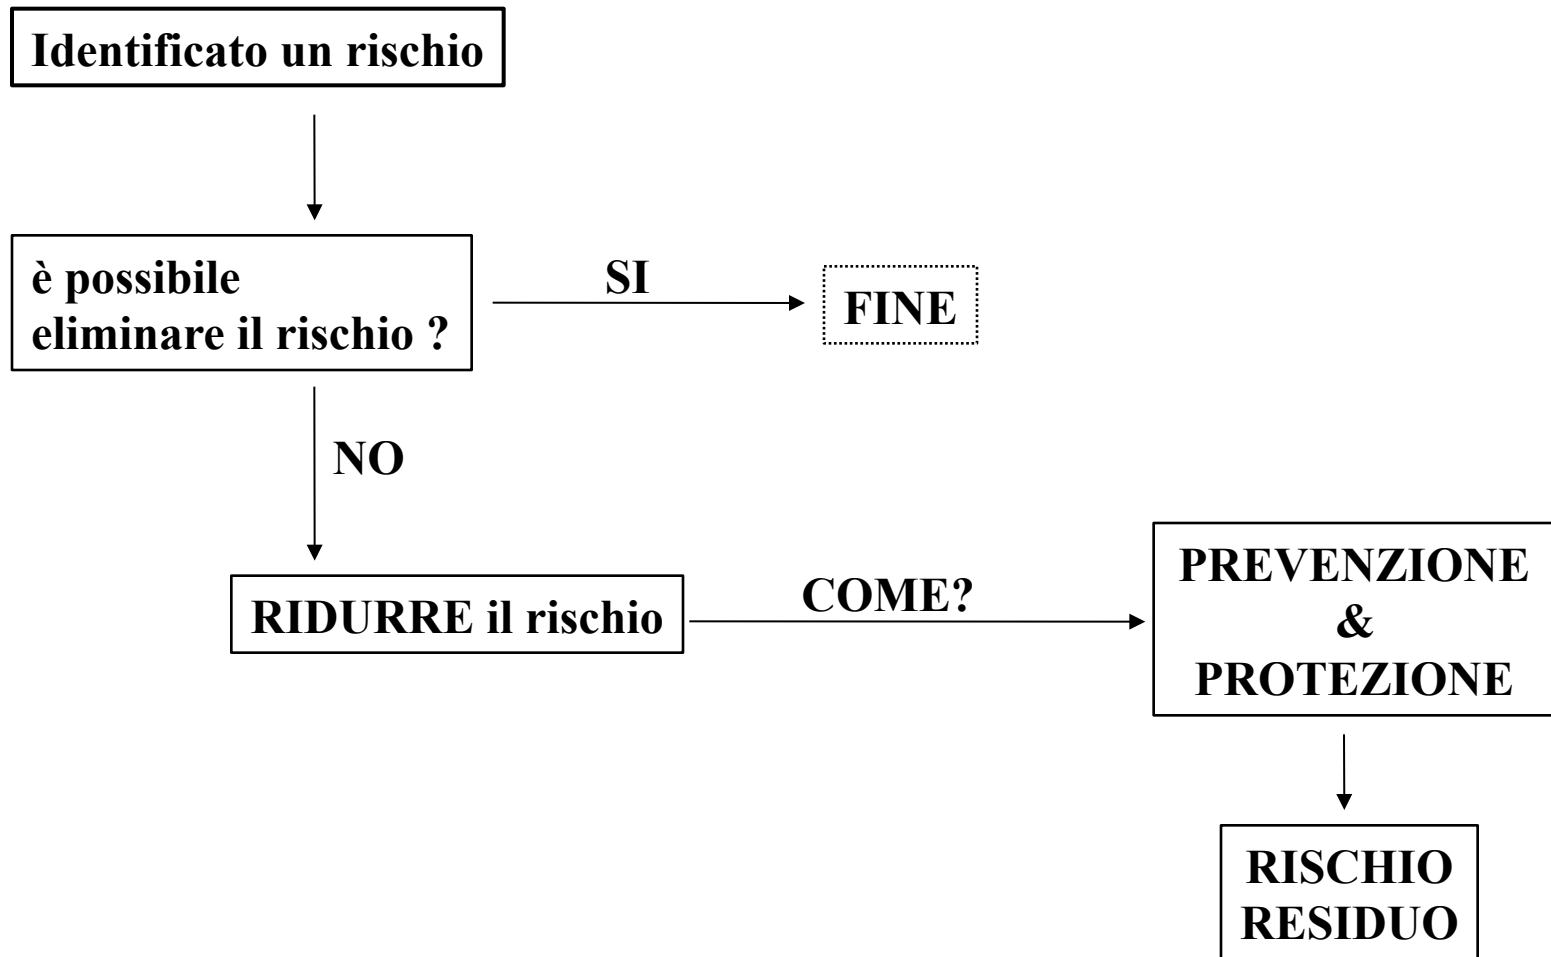 Identificato un rischio
è possibile
eliminare il rischio ?
SI
FINE
NO
RIDURRE il rischio
COME?
PREVENZIONE
&
PROTEZIONE
RISCHIO
RESIDUO